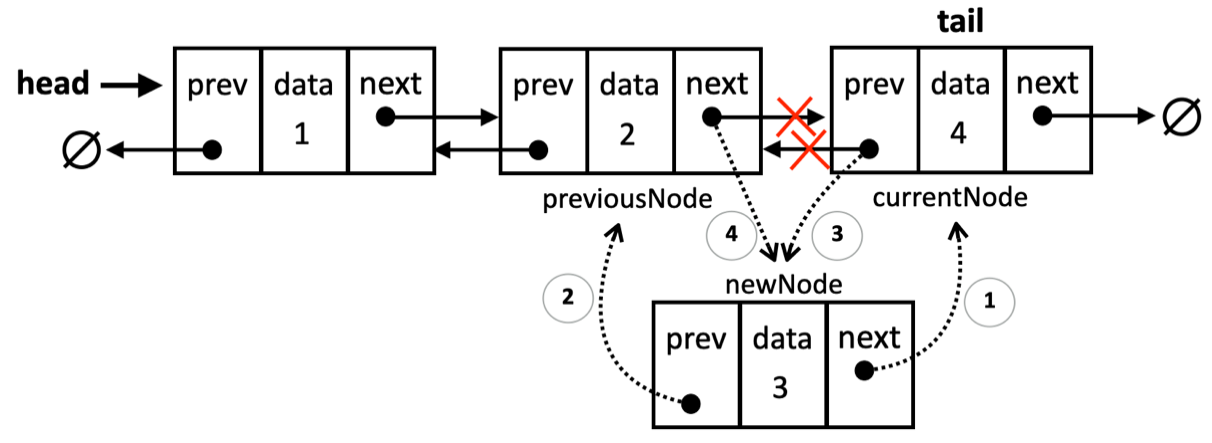 tail
head
prev data next
1
prev data next
2
prev data next
4
∅
∅
previousNode
currentNode
4
3
newNode
2
1
prev data next
3